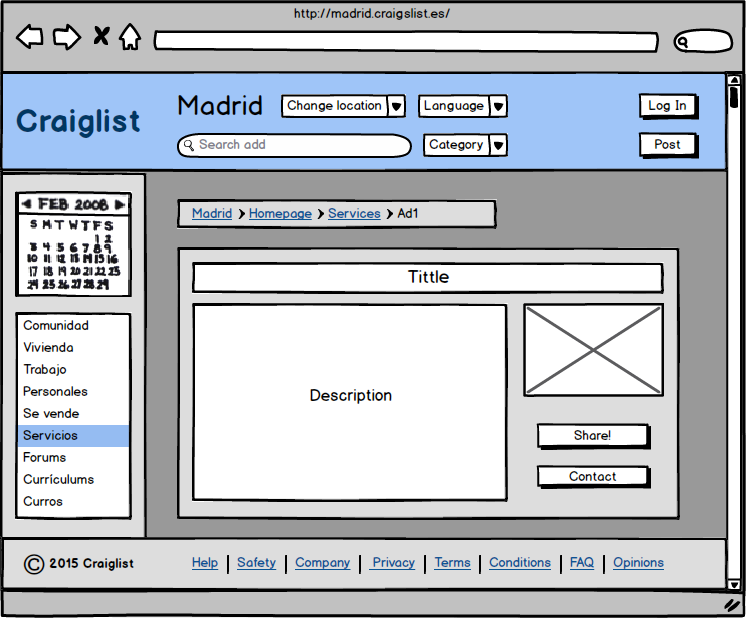 http://madrid.craigslist.es/
Craiglist
Madrid
Change location
Language
Log In
Search add
Category
Post
FEB 2008
S M T W T F S
1 2
3 4 5 6 7 8 9
10 11 12 13 14 15 16
17 18 19 20 21 22 23
24 25 26 27 28 29
Madrid > Homepage > Services > Ad1
Tittle
Description
Share!
Contact
Comunidad
Vivienda
Trabajo
Personales
Se vende
Servicios
Forums
Currículums
Curros
© 2015 Craiglist
Help | Safety | Company | Privacy | Terms | Conditions | FAQ | Opinions